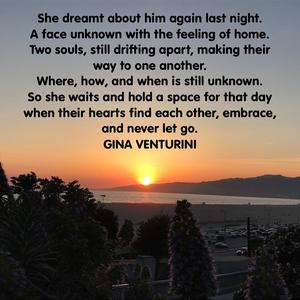 She dreamt about him again last night.
A face unknown with the feeling of home.
Two souls, still drifting apart, making their
way to one another.
Where, how, and when is still unknown.
So she waits and hold a space for that day
when their hearts find each other, embrace,
and never let go.
GINA VENTURINI